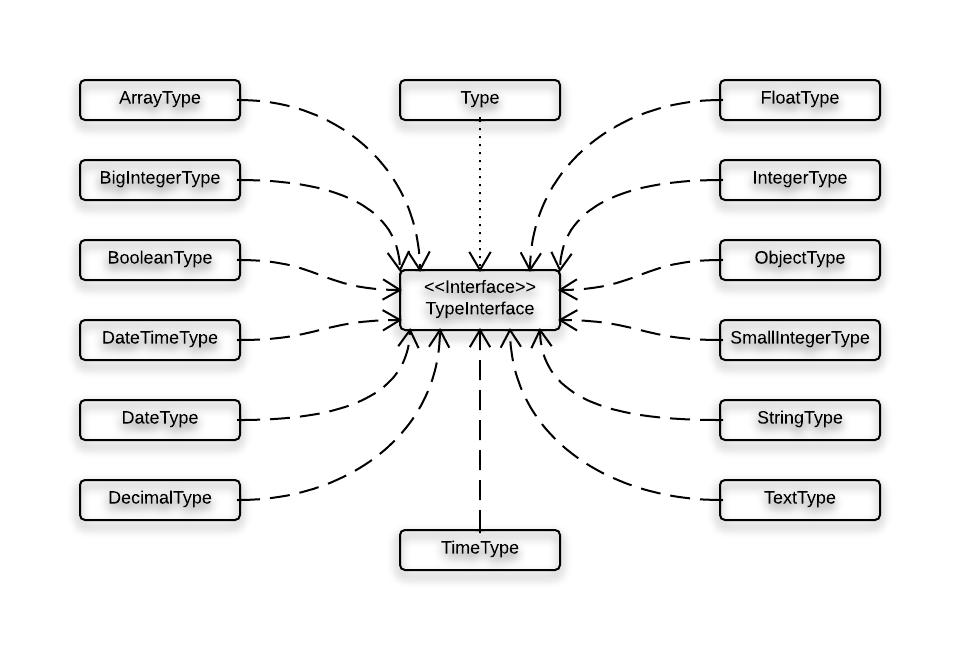 ArrayType
Type
FloatType
BigIntegerType
IntegerType
BooleanType
ObjectType
<<Interface>>
TypeInterface
DateTimeType
SmallIntegerType
DateType
StringType
DecimalType
TextType
TimeType